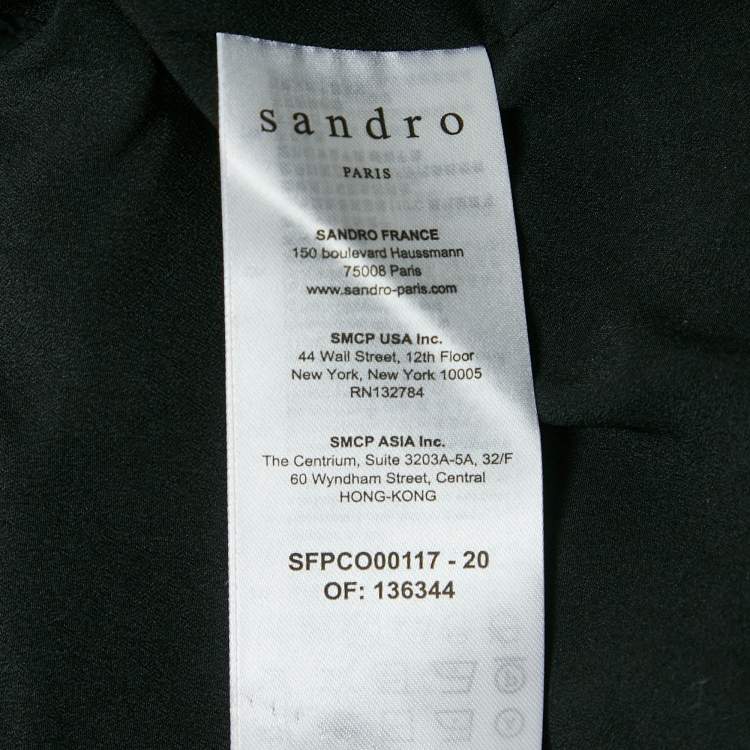 sandro
PARIS
SANDRO FRANCE
150 boulevard Haussmann
75008 Paris
www.sandro-paris.com
SMCP USA Inc.
44 Wall Street, 12th Floor
New York, New York 10005
RN132784
SMCP ASIA Inc.
The Centrium, Suite 3203A-5A, 32/F
60 Wyndham Street, Central
HONG-KONG
SFPCO00117 - 20
OF: 136344